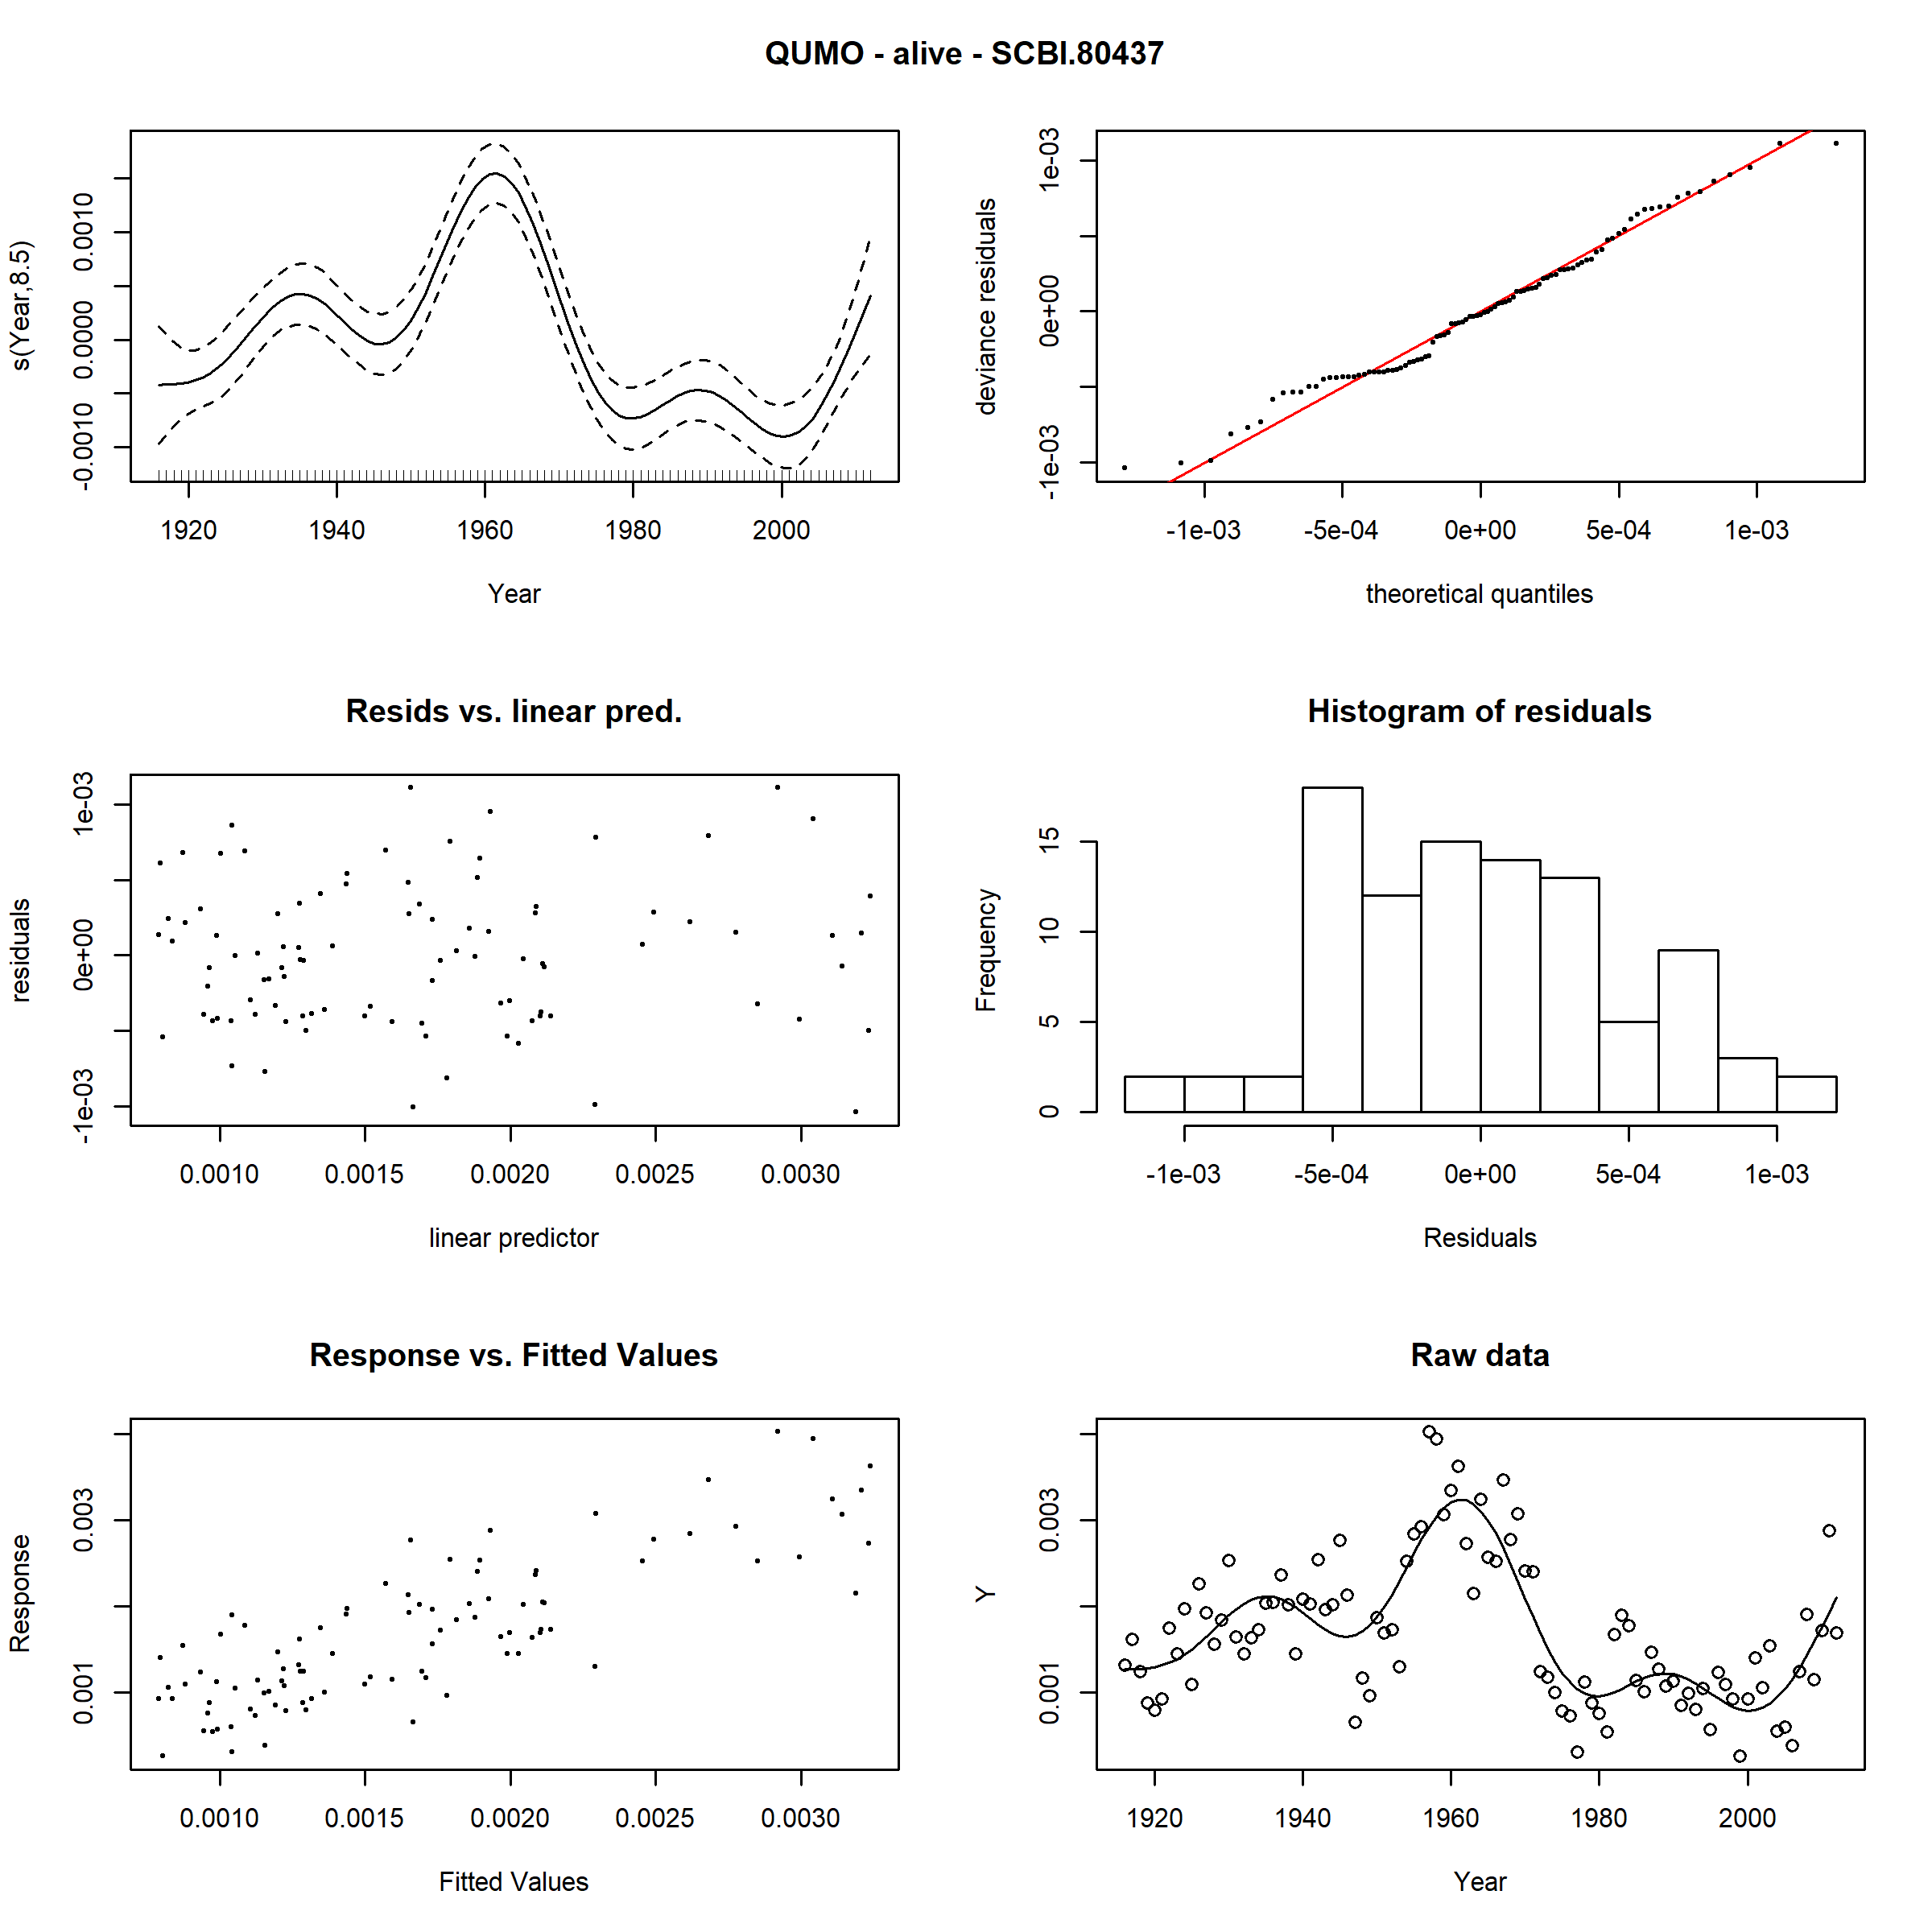 QUMO - alive - SCBI.80437
s(Year,8.5)
-0.0010 0.0000 0.0010
1920 1940 1960 1980 2000
Year
deviance residuals
-1e-03 0e+00 1e-03
-1e-03 -5e-04 0e+00 5e-04 1e-03
theoretical quantiles
Resids vs. linear pred.
residuals
-1e-03 0e+00 1e-03
0.0010 0.0015 0.0020 0.0025 0.0030
linear predictor
Histogram of residuals
Frequency
0 5 10 15
-1e-03 -5e-04 0e+00 5e-04 1e-03
Residuals
Response vs. Fitted Values
Response
0.001 0.003
0.0010 0.0015 0.0020 0.0025 0.0030
Fitted Values
Raw data
Y
0.001 0.003
1920 1940 1960 1980 2000
Year